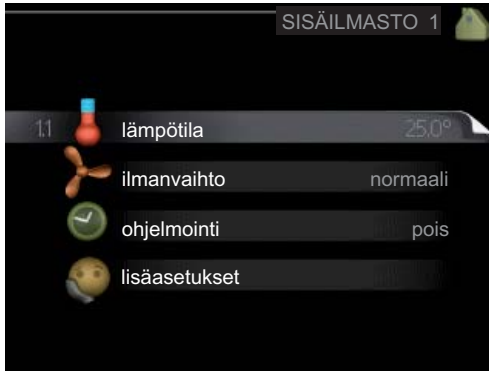 SISÄILMASTO 1
1.1 lämpötila 25.0°
ilmanvaihto normaali
ohjelmointi pois
lisäasetukset